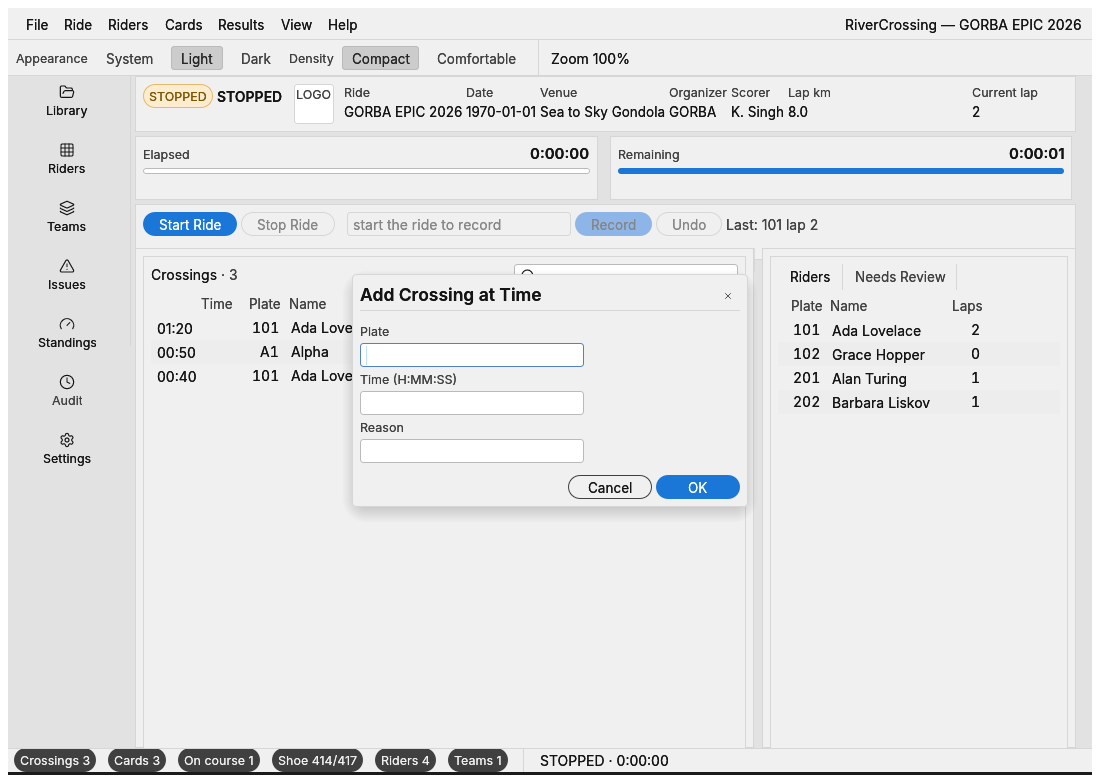 File Ride Riders Cards Results View Help RiverCrossing — GORBA EPIC 2026
Appearance System Light Dark Density Compact Comfortable Zoom 100%
Library
Riders
Teams
Issues
Standings
Audit
Settings
STOPPED STOPPED LOGO
Ride Date Venue Organizer Scorer Lap km Current lap
GORBA EPIC 2026 1970-01-01 Sea to Sky Gondola GORBA K. Singh 8.0 2
Elapsed 0:00:00 Remaining 0:00:01
Start Ride Stop Ride start the ride to record Record Undo Last: 101 lap 2
Crossings · 3
Time Plate Name
01:20 101 Ada Love
00:50 A1 Alpha
00:40 101 Ada Love
Add Crossing at Time ×
Plate
Time (H:MM:SS)
Reason
Cancel OK
Riders Needs Review
Plate Name Laps
101 Ada Lovelace 2
102 Grace Hopper 0
201 Alan Turing 1
202 Barbara Liskov 1
Crossings 3 Cards 3 On course 1 Shoe 414/417 Riders 4 Teams 1 STOPPED · 0:00:00